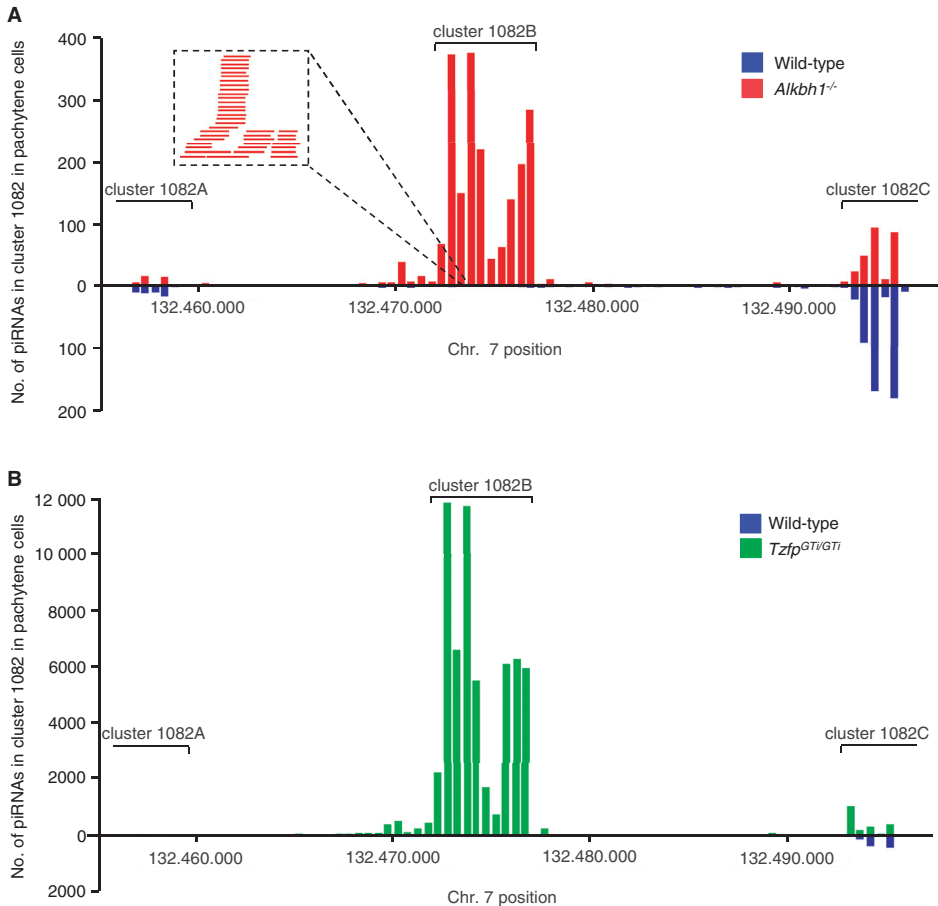 A
No. of piRNAs in cluster 1082 in pachytene cells
400
300
200
100
0
100
200
cluster 1082A
cluster 1082B
cluster 1082C
Wild-type
Alkbh1-/-
132.460.000
132.470.000
132.480.000
132.490.000
Chr. 7 position
B
No. of piRNAs in cluster 1082 in pachytene cells
12 000
10 000
8000
6000
4000
2000
0
2000
cluster 1082A
cluster 1082B
cluster 1082C
Wild-type
TzfpGTi/GTi
132.460.000
132.470.000
132.480.000
132.490.000
Chr. 7 position